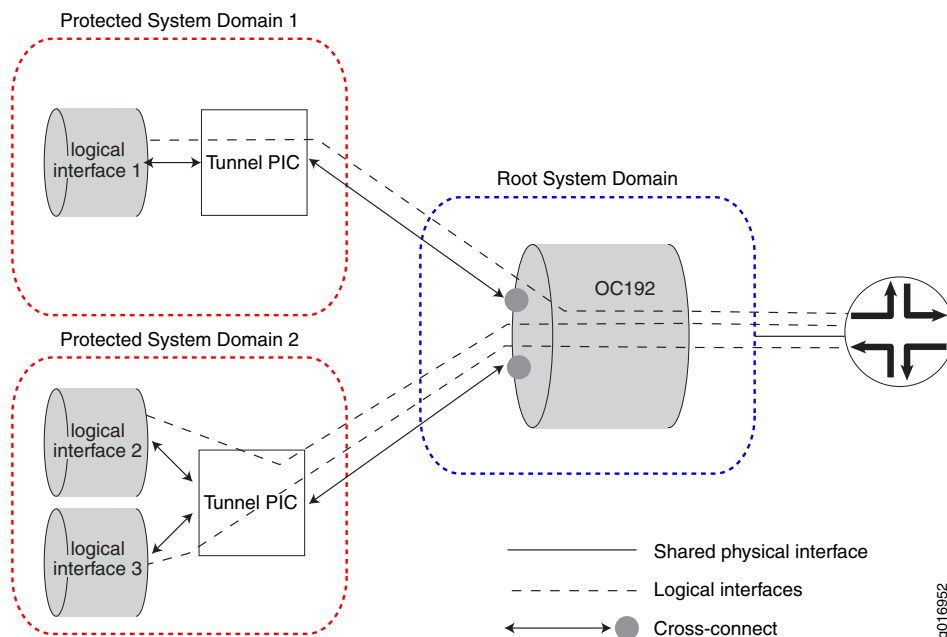 Protected System Domain 1
logical
interface 1
Tunnel PIC
Root System Domain
OC192
Protected System Domain 2
logical
interface 2
Tunnel PIC
logical
interface 3
Shared physical interface
Logical interfaces
Cross-connect
g016952